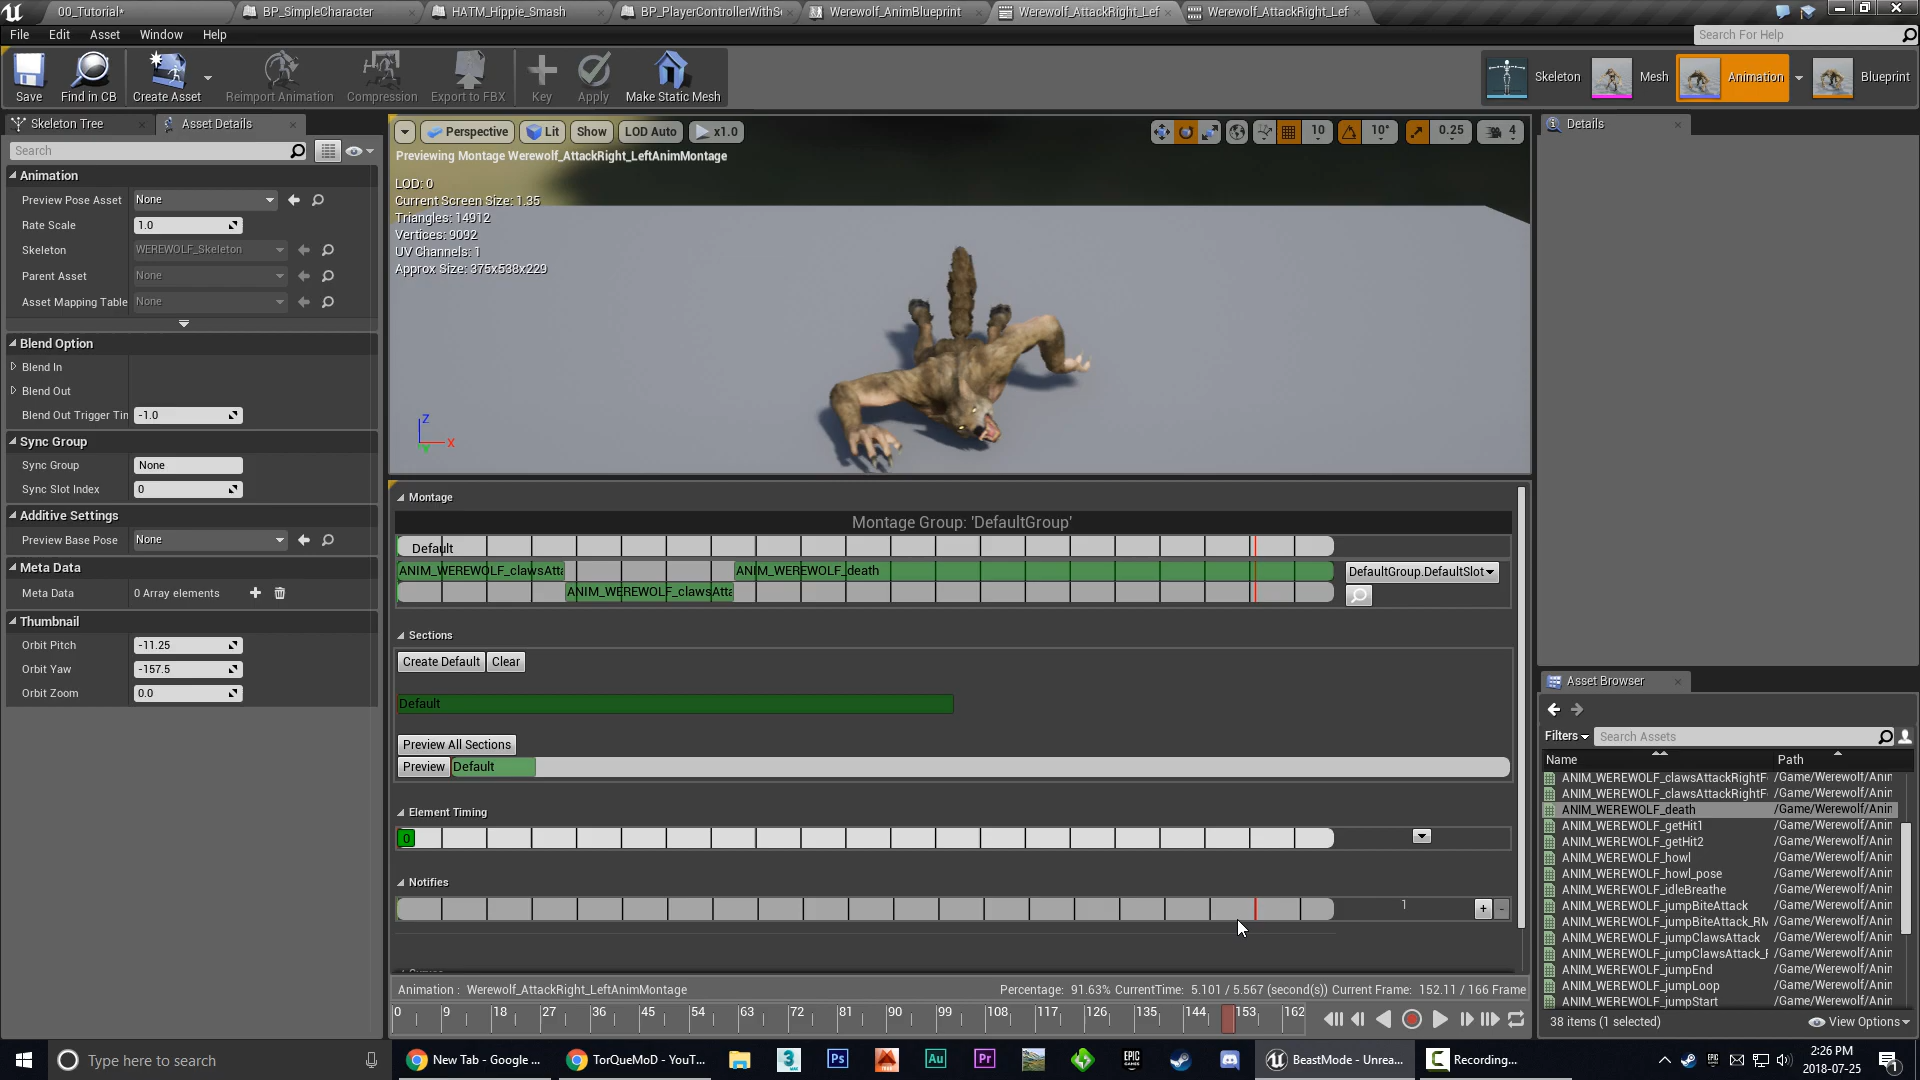 00_Tutorial*
BP_SimpleCharacter
HATM_Hippie_Smash
BP_PlayerControllerWithSc
Werewolf_AnimBlueprint
Werewolf_AttackRight_Lef
Werewolf_AttackRight_Lef
File Edit Asset Window Help
Search For Help
Save
Find in CB
Create Asset
Reimport Animation
Compression
Export to FBX
Key
Apply
Make Static Mesh
Skeleton
Mesh
Animation
Blueprint
Skeleton Tree
Asset Details
Search
Animation
Preview Pose Asset None
Rate Scale 1.0
Skeleton WEREWOLF_Skeleton
Parent Asset None
Asset Mapping Table None
Blend Option
Blend In
Blend Out
Blend Out Trigger Tin -1.0
Sync Group
Sync Group None
Sync Slot Index 0
Additive Settings
Preview Base Pose None
Meta Data
Meta Data 0 Array elements
Thumbnail
Orbit Pitch -11.25
Orbit Yaw -157.5
Orbit Zoom 0.0
Perspective Lit Show LOD Auto x1.0
10 10° 0.25 4
Previewing Montage Werewolf_AttackRight_LeftAnimMontage
LOD: 0
Current Screen Size: 1.35
Triangles: 14912
Vertices: 9092
UV Channels: 1
Approx Size: 375x538x229
Z
X
Y
Montage
Montage Group: 'DefaultGroup'
Default
ANIM_WEREWOLF_clawsAtta ANIM_WEREWOLF_death
DefaultGroup.DefaultSlot
ANIM_WEREWOLF_clawsAtta
Sections
Create Default Clear
Default
Preview All Sections
Preview Default
Element Timing
0
Notifies
1
+ -
Animation : Werewolf_AttackRight_LeftAnimMontage
Percentage: 91.63% CurrentTime: 5.101 / 5.567 (second(s)) Current Frame: 152.11 / 166 Frame
0 9 18 27 36 45 54 63 72 81 90 99 108 117 126 135 144 153 162
Details
Asset Browser
Filters
Search Assets
Name Path
ANIM_WEREWOLF_clawsAttackRightF /Game/Werewolf/Anin
ANIM_WEREWOLF_clawsAttackRightF /Game/Werewolf/Anin
ANIM_WEREWOLF_death /Game/Werewolf/Anin
ANIM_WEREWOLF_getHit1 /Game/Werewolf/Anin
ANIM_WEREWOLF_getHit2 /Game/Werewolf/Anin
ANIM_WEREWOLF_howl /Game/Werewolf/Anin
ANIM_WEREWOLF_howl_pose /Game/Werewolf/Anin
ANIM_WEREWOLF_idleBreathe /Game/Werewolf/Anin
ANIM_WEREWOLF_jumpBiteAttack /Game/Werewolf/Anin
ANIM_WEREWOLF_jumpBiteAttack_RM /Game/Werewolf/Anin
ANIM_WEREWOLF_jumpClawsAttack /Game/Werewolf/Anin
ANIM_WEREWOLF_jumpClawsAttack_F /Game/Werewolf/Anin
ANIM_WEREWOLF_jumpEnd /Game/Werewolf/Anin
ANIM_WEREWOLF_jumpLoop /Game/Werewolf/Anin
ANIM_WEREWOLF_jumpStart /Game/Werewolf/Anin
38 items (1 selected)
View Options
Type here to search
New Tab - Google ...
TorQueMoD - YouT...
3
Ps
Au
Pr
EPIC GAMES
BeastMode - Unrea...
Recording...
2:26 PM
2018-07-25
1